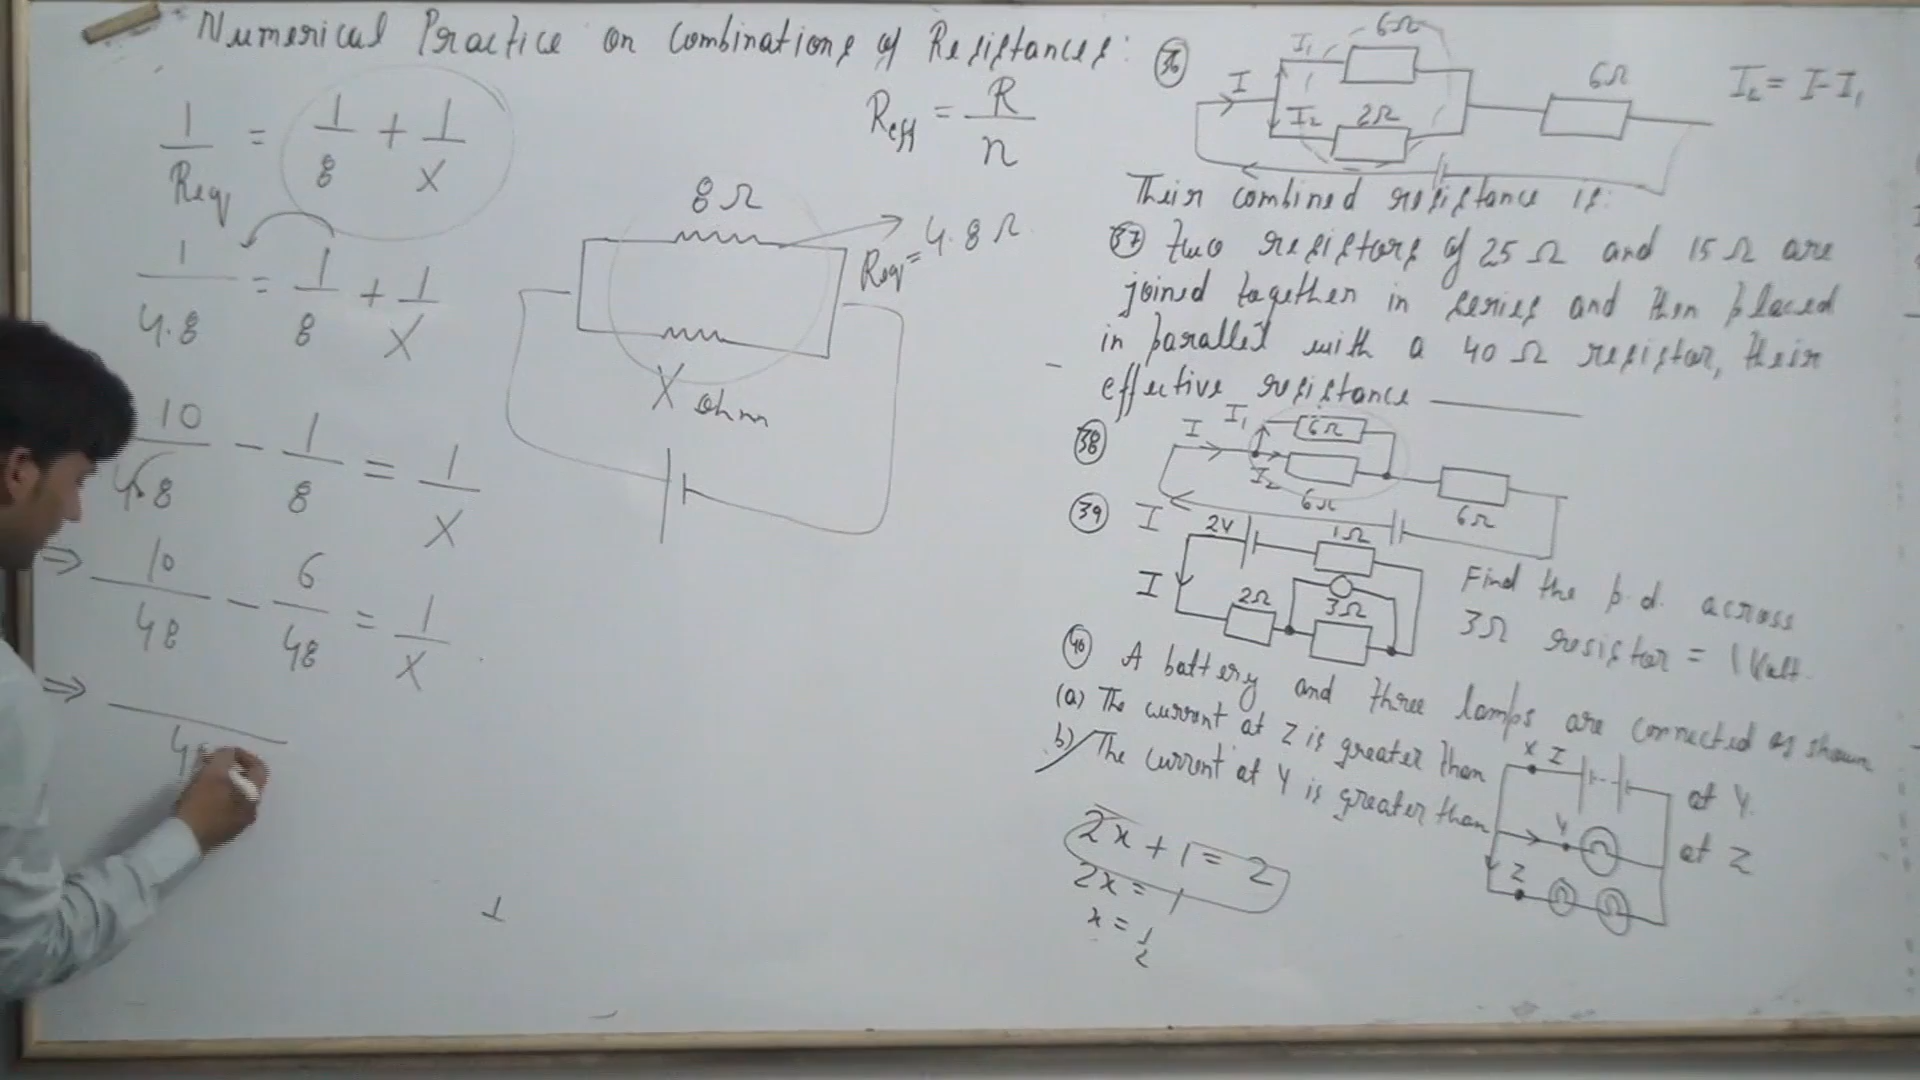 Numerical Practice on Combinations of Resistances:
1/Req = 1/8 + 1/X
1/4.8 = 1/8 + 1/X
10/48 - 1/8 = 1/X
⇒ 10/48 - 6/48 = 1/X
⇒
Reff = R/n
8 Ω
Req = 4.8 Ω
X ohm
36
I I1 6Ω
I2 2Ω
6Ω
I2 = I-I1
Their combined resistance is:
37 Two resistors of 25 Ω and 15 Ω are
joined together in series and then placed
in parallel with a 40 Ω resistor, their
effective resistance
38
I I1 6Ω
I2 6Ω
6Ω
39 I
2V 1Ω
I 2Ω 3Ω
Find the p.d. across
3Ω resistor = 1 Volt.
40 A battery and three lamps are connected as shown
(a) The current at Z is greater than at Y.
b) The current at Y is greater than at Z
X I
Y
Z
2x + 1 = 2
2x = 1
x = 1/2